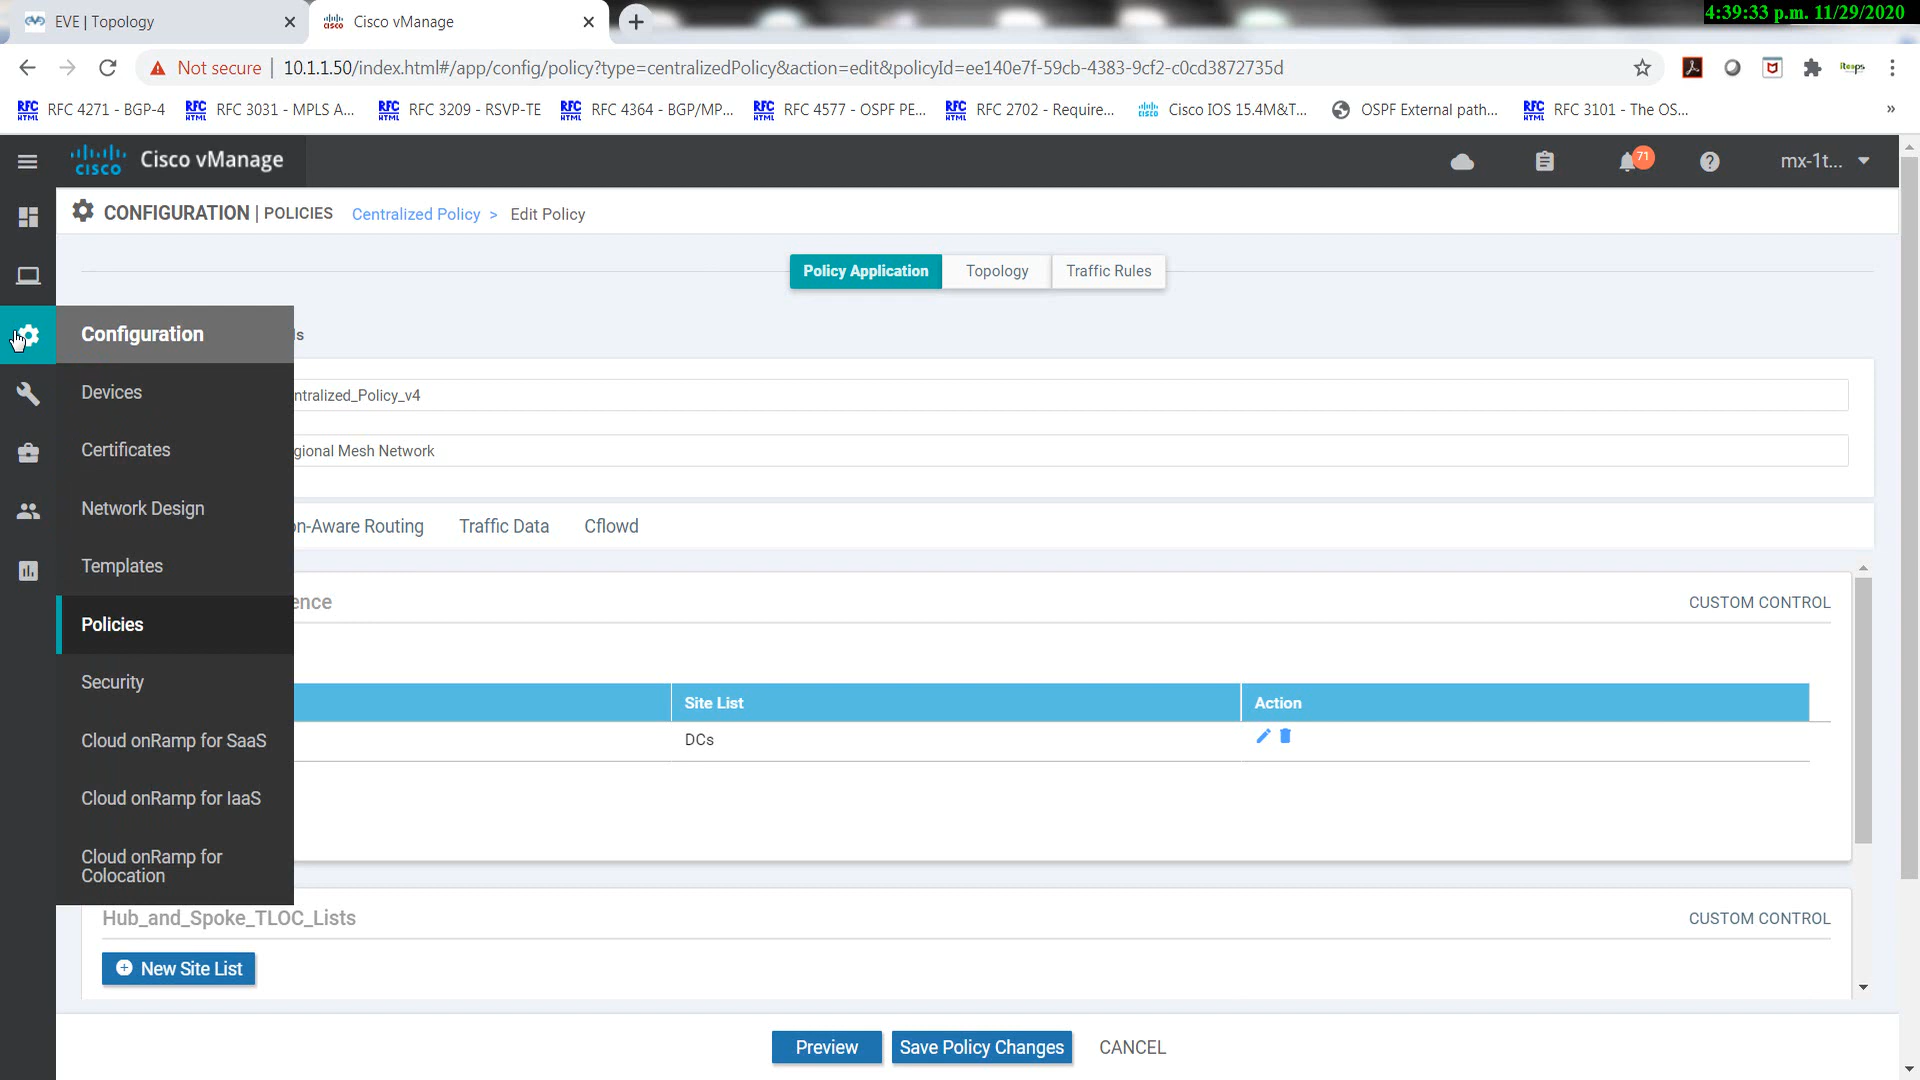 4:39:33 p.m. 11/29/2020
EVE | Topology
Cisco vManage
Not secure | 10.1.1.50/index.html#/app/config/policy?type=centralizedPolicy&action=edit&policyId=ee140e7f-59cb-4383-9cf2-c0cd3872735d
RFC 4271 - BGP-4
RFC 3031 - MPLS A...
RFC 3209 - RSVP-TE
RFC 4364 - BGP/MP...
RFC 4577 - OSPF PE...
RFC 2702 - Require...
Cisco IOS 15.4M&T...
OSPF External path...
RFC 3101 - The OS...
»
CISCO
Cisco vManage
71
mx-1t...
CONFIGURATION | POLICIES
Centralized Policy > Edit Policy
Policy Application
Topology
Traffic Rules
Configuration
Devices
Certificates
Network Design
Templates
Policies
Security
Cloud onRamp for SaaS
Cloud onRamp for IaaS
Cloud onRamp for
Colocation
ls
ntralized_Policy_v4
gional Mesh Network
on-Aware Routing
Traffic Data
Cflowd
ence
CUSTOM CONTROL
Site List
Action
DCs
Hub_and_Spoke_TLOC_Lists
CUSTOM CONTROL
New Site List
Preview
Save Policy Changes
CANCEL